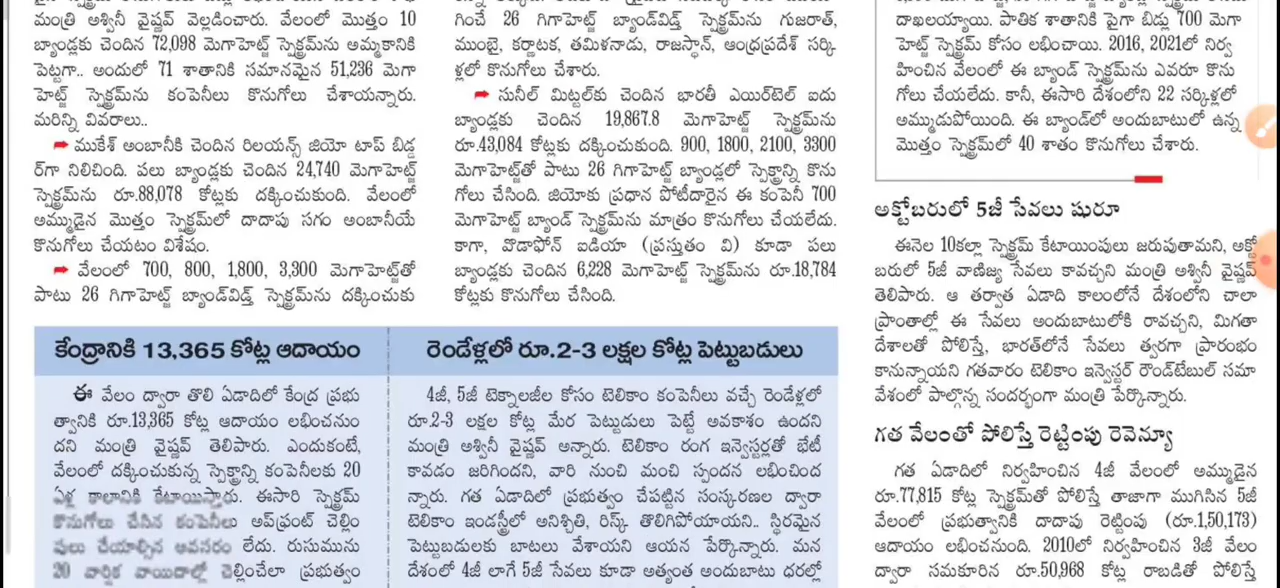 మంత్రి అశ్వినీ వైష్ణవ్ వెల్లడించారు. వేలంలో మొత్తం 10
బ్యాండ్లకు చెందిన 72,098 మెగాహెట్జ్ స్పెక్ట్రమ్‌ను అమ్మకానికి
పెట్టగా.. అందులో 71 శాతానికి సమానమైన 51,236 మెగా
హెట్జ్ స్పెక్ట్రమ్‌ను కంపెనీలు కొనుగోలు చేశాయన్నారు.
మరిన్ని వివరాలు..
ముకేశ్ అంబానీకి చెందిన రిలయన్స్ జియో టాప్ బిడ్డ
ర్‌గా నిలిచింది. పలు బ్యాండ్లకు చెందిన 24,740 మెగాహెట్జ్
స్పెక్ట్రమ్‌ను రూ.88,078 కోట్లకు దక్కించుకుంది. వేలంలో
అమ్ముడైన మొత్తం స్పెక్ట్రమ్‌లో దాదాపు సగం అంబానీయే
కొనుగోలు చేయటం విశేషం.
వేలంలో 700, 800, 1,800, 3,300 మెగాహెట్జ్‌తో
పాటు 26 గిగాహెట్జ్ బ్యాండ్‌విడ్త్ స్పెక్ట్రమ్‌ను దక్కించుకు
గించే 26 గిగాహెట్జ్ బ్యాండ్‌విడ్త్ స్పెక్ట్రమ్‌ను గుజరాత్,
ముంబై, కర్ణాటక, తమిళనాడు, రాజస్థాన్, ఆంధ్రప్రదేశ్ సర్కి
ళ్లలో కొనుగోలు చేశారు.
సునీల్ మిట్టల్‌కు చెందిన భారతీ ఎయిర్‌టెల్ ఐదు
బ్యాండ్లకు చెందిన 19,867.8 మెగాహెట్జ్ స్పెక్ట్రమ్‌ను
రూ.43,084 కోట్లకు దక్కించుకుంది. 900, 1800, 2100, 3300
మెగాహెట్జ్‌తో పాటు 26 గిగాహెట్జ్ బ్యాండ్లలో స్పెక్ట్రాన్ని కొను
గోలు చేసింది. జియోకు ప్రధాన పోటీదారైన ఈ కంపెనీ 700
మెగాహెట్జ్ బ్యాండ్ స్పెక్ట్రమ్‌ను మాత్రం కొనుగోలు చేయలేదు.
కాగా, వొడాఫోన్ ఐడియా (ప్రస్తుతం వి) కూడా పలు
బ్యాండ్లకు చెందిన 6,228 మెగాహెట్జ్ స్పెక్ట్రమ్‌ను రూ.18,784
కోట్లకు కొనుగోలు చేసింది.
దాఖలయ్యాయి. పాతిక శాతానికి పైగా బిడ్లు 700 మెగా
హెట్జ్ స్పెక్ట్రమ్ కోసం లభించాయి. 2016, 2021లో నిర్వ
హించిన వేలంలో ఈ బ్యాండ్ స్పెక్ట్రమ్‌ను ఎవరూ కొను
గోలు చేయలేదు. కానీ, ఈసారి దేశంలోని 22 సర్కిళ్లలో
అమ్ముడుపోయింది. ఈ బ్యాండ్‌లో అందుబాటులో ఉన్న
మొత్తం స్పెక్ట్రమ్‌లో 40 శాతం కొనుగోలు చేశారు.
అక్టోబరులో 5జీ సేవలు షురూ
ఈనెల 10కల్లా స్పెక్ట్రమ్ కేటాయింపులు జరుపుతామని, అక్టో
బరులో 5జీ వాణిజ్య సేవలు కావచ్చని మంత్రి అశ్వినీ వైష్ణవ్
తెలిపారు. ఆ తర్వాత ఏడాది కాలంలోనే దేశంలోని చాలా
ప్రాంతాల్లో ఈ సేవలు అందుబాటులోకి రావచ్చని, మిగతా
దేశాలతో పోలిస్తే, భారత్‌లోనే సేవలు త్వరగా ప్రారంభం
కానున్నాయని గతవారం టెలికాం ఇన్వెస్టర్ రౌండ్‌టేబుల్ సమా
వేశంలో పాల్గొన్న సందర్భంగా మంత్రి పేర్కొన్నారు.
గత వేలంతో పోలిస్తే రెట్టింపు రెవెన్యూ
గత ఏడాదిలో నిర్వహించిన 4జీ వేలంలో అమ్ముడైన
రూ.77,815 కోట్ల స్పెక్ట్రమ్‌తో పోలిస్తే తాజాగా ముగిసిన 5జీ
వేలంలో ప్రభుత్వానికి దాదాపు రెట్టింపు (రూ.1,50,173)
ఆదాయం లభించనుంది. 2010లో నిర్వహించిన 3జీ వేలం
ద్వారా సమకూరిన రూ.50,968 కోట్ల రాబడితో పోలిస్తే
కేంద్రానికి 13,365 కోట్ల ఆదాయం
ఈ వేలం ద్వారా తొలి ఏడాదిలో కేంద్ర ప్రభు
త్వానికి రూ.13,365 కోట్ల ఆదాయం లభించనుం
దని మంత్రి వైష్ణవ్ తెలిపారు. ఎందుకంటే,
వేలంలో దక్కించుకున్న స్పెక్ట్రాన్ని కంపెనీలకు 20
ఏళ్ల కాలానికి కేటాయిస్తారు. ఈసారి స్పెక్ట్రమ్
కొనుగోలు చేసిన కంపెనీలు అప్‌ఫ్రంట్ చెల్లిం
పులు చేయాల్సిన అవసరం లేదు. రుసుమును
20 వార్షిక వాయిదాల్లో చెల్లించేలా ప్రభుత్వం
రెండేళ్లలో రూ.2-3 లక్షల కోట్ల పెట్టుబడులు
4జీ, 5జీ టెక్నాలజీల కోసం టెలికాం కంపెనీలు వచ్చే రెండేళ్లలో
రూ.2-3 లక్షల కోట్ల మేర పెట్టుబడులు పెట్టే అవకాశం ఉందని
మంత్రి అశ్వినీ వైష్ణవ్ అన్నారు. టెలికాం రంగ ఇన్వెస్టర్లతో భేటీ
కావడం జరిగిందని, వారి నుంచి మంచి స్పందన లభించింద
న్నారు. గత ఏడాదిలో ప్రభుత్వం చేపట్టిన సంస్కరణల ద్వారా
టెలికాం ఇండస్ట్రీలో అనిశ్చితి, రిస్క్ తొలిగిపోయాయని.. స్థిరమైన
పెట్టుబడులకు బాటలు వేశాయని ఆయన పేర్కొన్నారు. మన
దేశంలో 4జీ లాగే 5జీ సేవలు కూడా అత్యంత అందుబాటు ధరల్లో